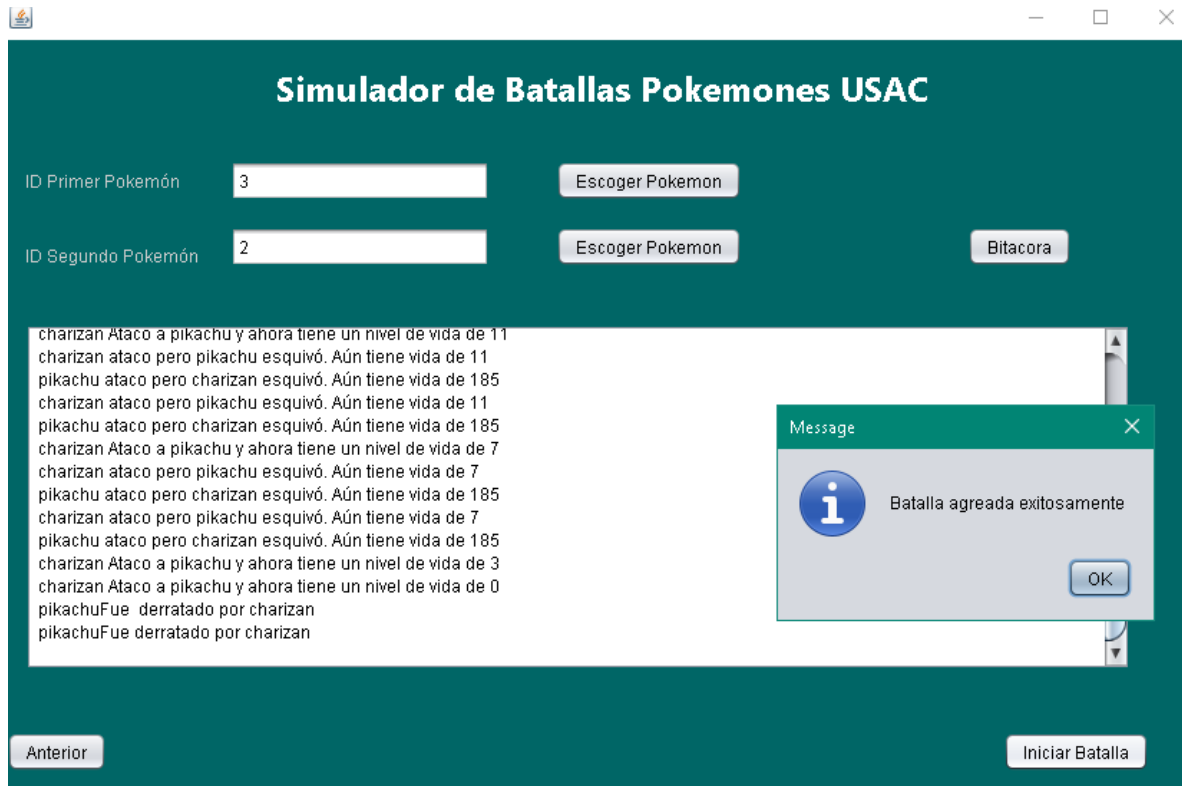 Simulador de Batallas Pokemones USAC
ID Primer Pokemón 3 Escoger Pokemon
ID Segundo Pokemón 2 Escoger Pokemon Bitacora
charizan Ataco a pikachu y ahora tiene un nivel de vida de 11
charizan ataco pero pikachu esquivó. Aún tiene vida de 11
pikachu ataco pero charizan esquivó. Aún tiene vida de 185
charizan ataco pero pikachu esquivó. Aún tiene vida de 11
pikachu ataco pero charizan esquivó. Aún tiene vida de 185
charizan Ataco a pikachu y ahora tiene un nivel de vida de 7
charizan ataco pero pikachu esquivó. Aún tiene vida de 7
pikachu ataco pero charizan esquivó. Aún tiene vida de 185
charizan ataco pero pikachu esquivó. Aún tiene vida de 7
pikachu ataco pero charizan esquivó. Aún tiene vida de 185
charizan Ataco a pikachu y ahora tiene un nivel de vida de 3
charizan Ataco a pikachu y ahora tiene un nivel de vida de 0
pikachuFue  derratado por charizan
pikachuFue derratado por charizan
Message
Batalla agreada exitosamente
OK
Anterior Iniciar Batalla